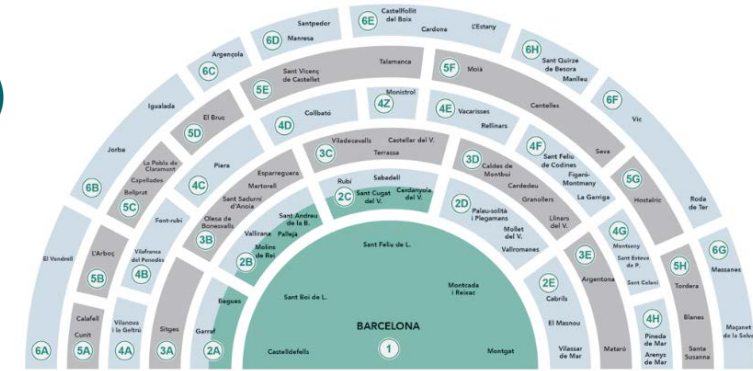 6E
Castellfollit
del Boix
L'Estany
Cardona
Santpedor
6D
Manresa
Argençola
6C
6H
Sant Quirze
de Besora
Manlleu
Talamanca
Sant Vicenç
de Castellet
5E
5F
Moià
6F
Vic
Igualada
El Bruc
5D
Monistrol
4Z
Collbató
4D
4E
Vacarisses
Rellinars
Centelles
Jorba
La Pobla de
Claramunt
Capellades
Bellprat
5C
6B
Piera
4C
Viladecavalls
3C
Castellar del V.
Terrassa
4F
Sant Feliu
de Codines
Figaró-
Montmany
La Garriga
Seva
5G
Hostalric
Roda
de Ter
3D
Caldes de
Montbui
Cardedeu
Granollers
Llinars
del V.
Esparreguera
Martorell
Sant Sadurní
d'Anoia
Olesa de
Bonesvalls
3B
Rubí
Sabadell
2C
Sant Cugat
del V.
Cerdanyola
del V.
2D
Palau-solità
i Plegamans
Mollet
del V.
Vallromanes
Font-rubí
Vilafranca
del Penedès
4B
Sant Andreu
de la B.
Vallirana
Pallejà
Molins
de Rei
2B
4G
Montseny
Sant Esteve
de P.
Sant Celoni
6G
Massanes
El Vendrell
L'Arboç
5B
Sant Feliu de L.
3E
Argentona
5H
Tordera
Begues
Sant Boi de L.
Montcada
i Reixac
2E
Cabrils
Calafell
Cunit
5A
Vilanova
i la Geltrú
4A
Sitges
3A
Garraf
2A
BARCELONA
1
Castelldefels
Montgat
El Masnou
Vilassar
de Mar
Mataró
4H
Pineda
de Mar
Arenys
de Mar
Blanes
Santa
Susanna
Maçanet
de la Selva
6A